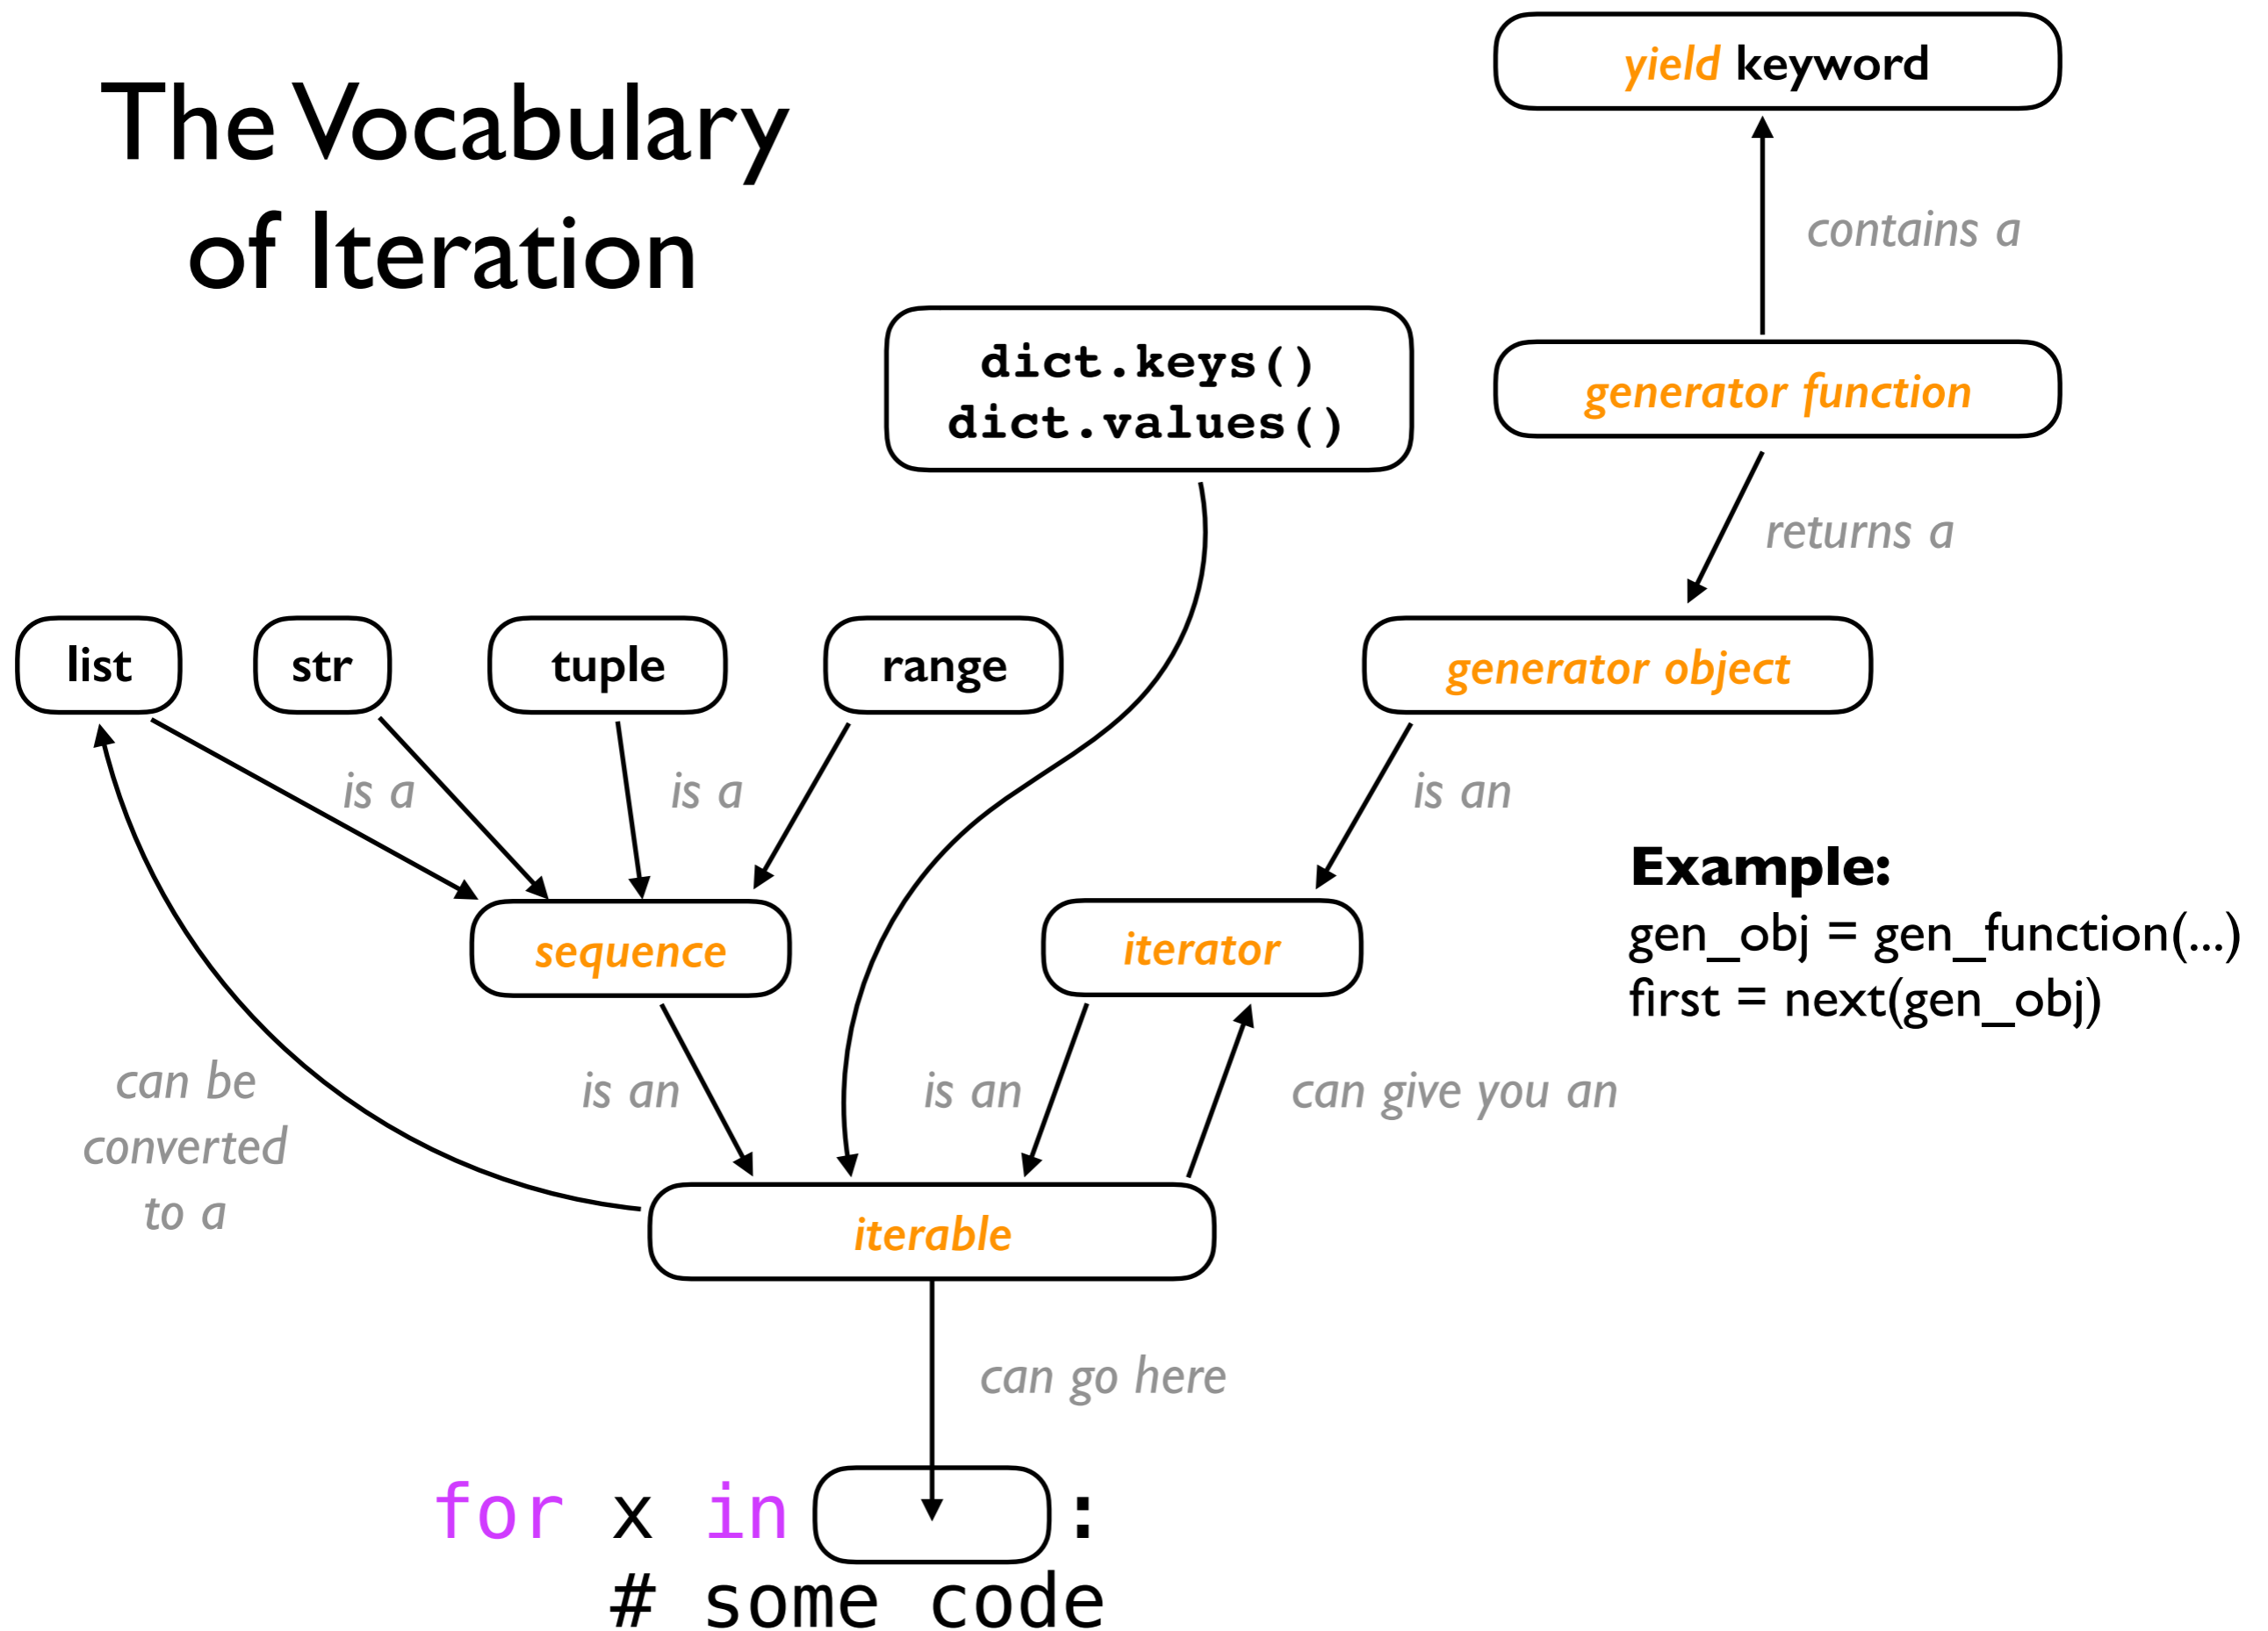 The Vocabulary
of Iteration
yield keyword
contains a
dict.keys()
dict.values()
generator function
returns a
list
str
tuple
range
generator object
is a
is a
is an
Example:
gen_obj = gen_function(...)
first = next(gen_obj)
sequence
iterator
can be
converted
to a
is an
is an
can give you an
iterable
can go here
for x in :
# some code